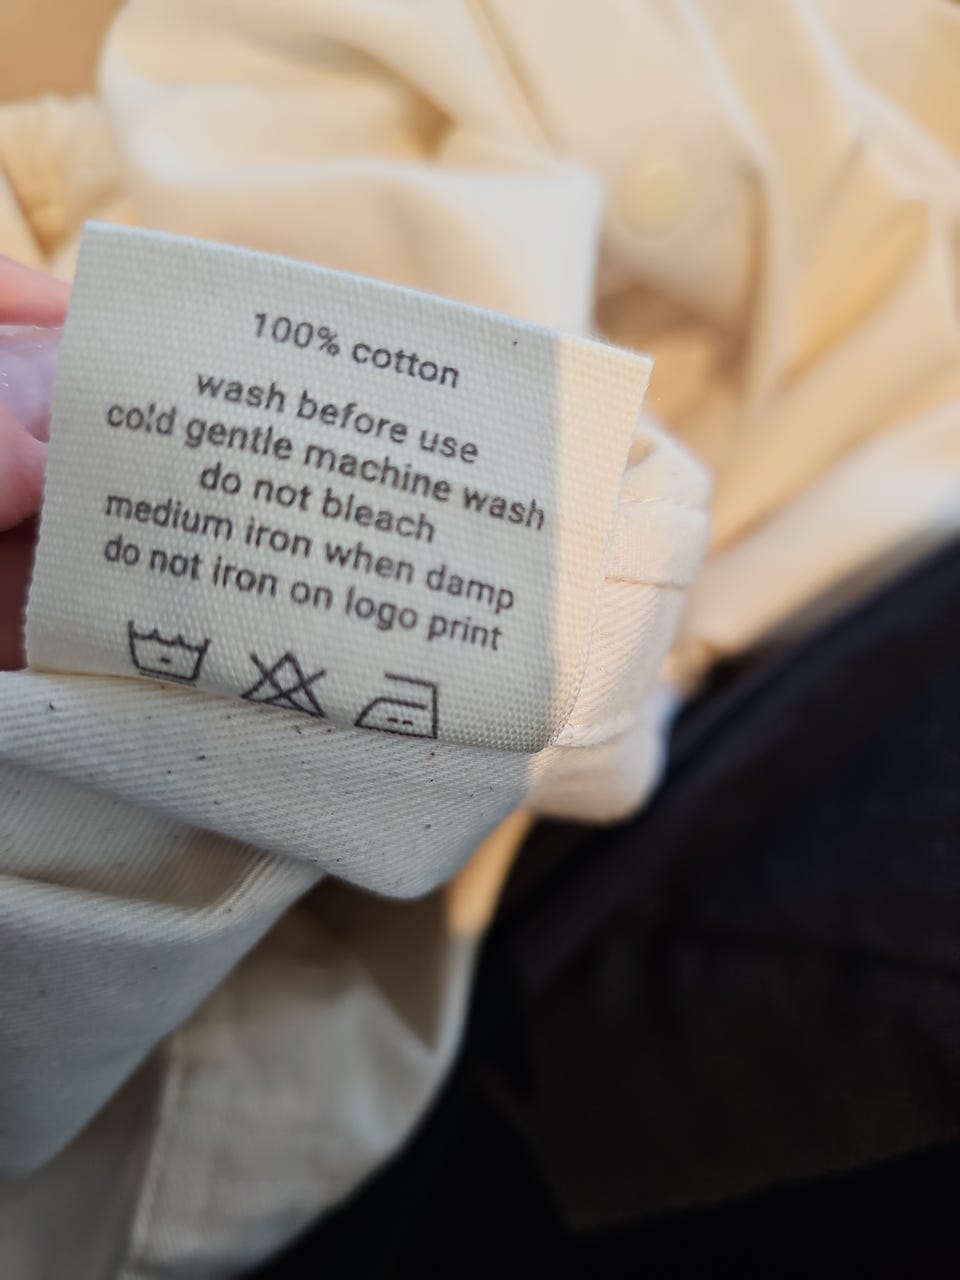 100% cotton
wash before use
cold gentle machine wash
do not bleach
medium iron when damp
do not iron on logo print